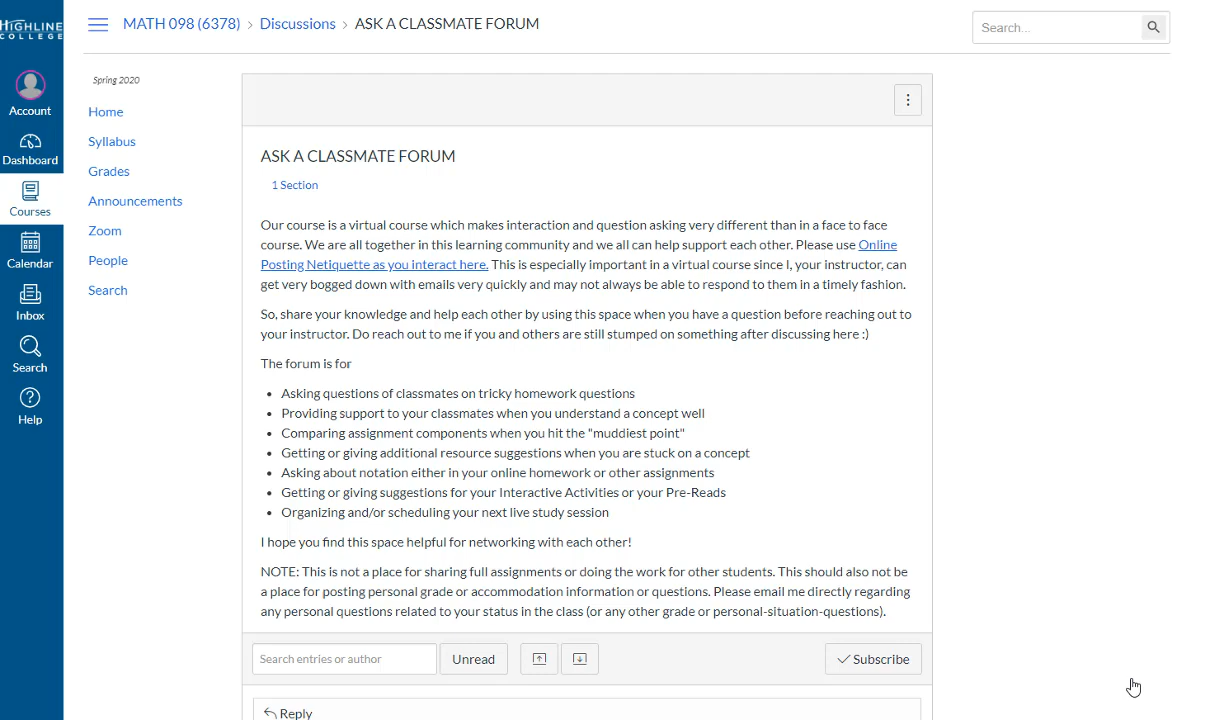 HIGHLINE
COLLEGE
MATH 098 (6378) > Discussions > ASK A CLASSMATE FORUM
Search...
Account
Dashboard
Courses
Calendar
Inbox
Search
Help
Spring 2020
Home
Syllabus
Grades
Announcements
Zoom
People
Search
ASK A CLASSMATE FORUM
1 Section
Our course is a virtual course which makes interaction and question asking very different than in a face to face
course. We are all together in this learning community and we all can help support each other. Please use Online
Posting Netiquette as you interact here. This is especially important in a virtual course since I, your instructor, can
get very bogged down with emails very quickly and may not always be able to respond to them in a timely fashion.
So, share your knowledge and help each other by using this space when you have a question before reaching out to
your instructor. Do reach out to me if you and others are still stumped on something after discussing here :)
The forum is for
• Asking questions of classmates on tricky homework questions
• Providing support to your classmates when you understand a concept well
• Comparing assignment components when you hit the "muddiest point"
• Getting or giving additional resource suggestions when you are stuck on a concept
• Asking about notation either in your online homework or other assignments
• Getting or giving suggestions for your Interactive Activities or your Pre-Reads
• Organizing and/or scheduling your next live study session
I hope you find this space helpful for networking with each other!
NOTE: This is not a place for sharing full assignments or doing the work for other students. This should also not be
a place for posting personal grade or accommodation information or questions. Please email me directly regarding
any personal questions related to your status in the class (or any other grade or personal-situation-questions).
Search entries or author
Unread
Subscribe
Reply